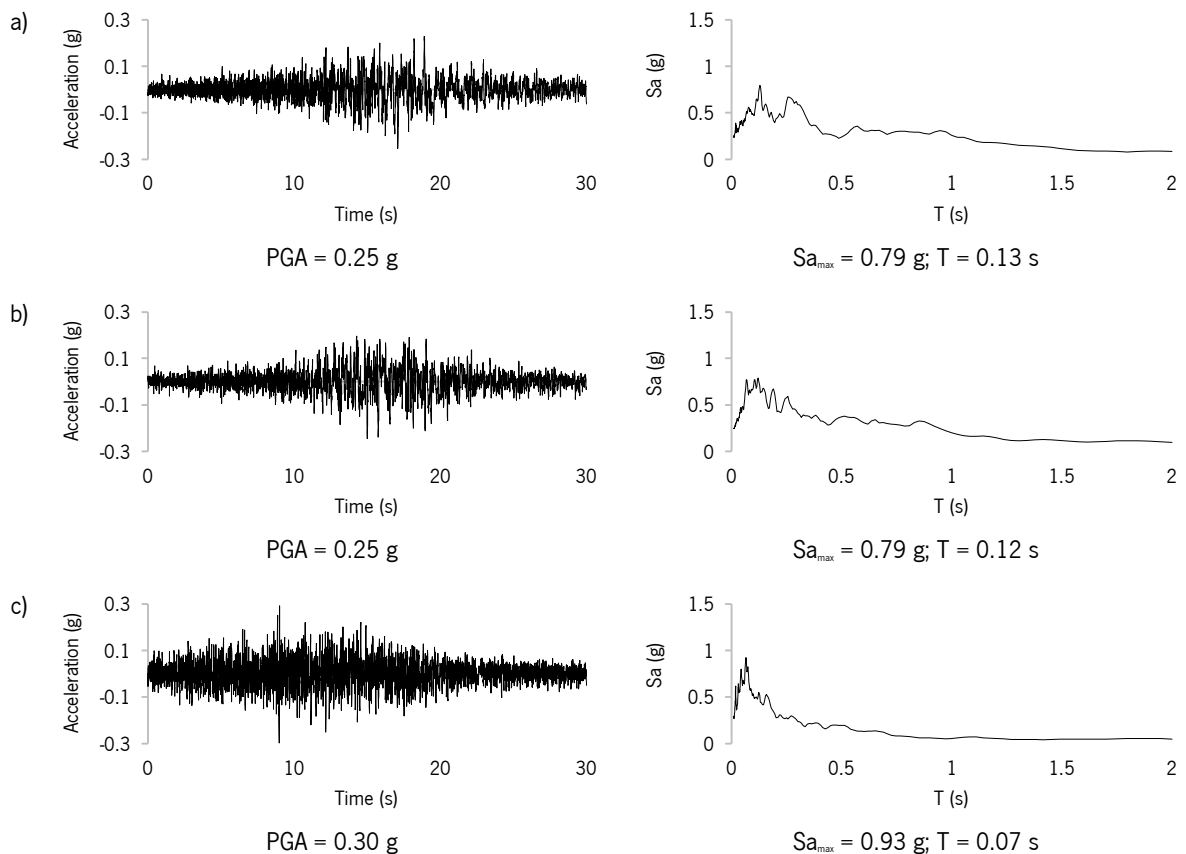 a)
Acceleration (g)
0.3
0.1
-0.1
-0.3
0 10 20 30
Time (s)
PGA = 0.25 g
Sa (g)
1.5
1
0.5
0
0 0.5 1 1.5 2
T (s)
Samax = 0.79 g; T = 0.13 s
b)
Acceleration (g)
0.3
0.1
-0.1
-0.3
0 10 20 30
Time (s)
PGA = 0.25 g
Sa (g)
1.5
1
0.5
0
0 0.5 1 1.5 2
T (s)
Samax = 0.79 g; T = 0.12 s
c)
Acceleration (g)
0.3
0.1
-0.1
-0.3
0 10 20 30
Time (s)
PGA = 0.30 g
Sa (g)
1.5
1
0.5
0
0 0.5 1 1.5 2
T (s)
Samax = 0.93 g; T = 0.07 s